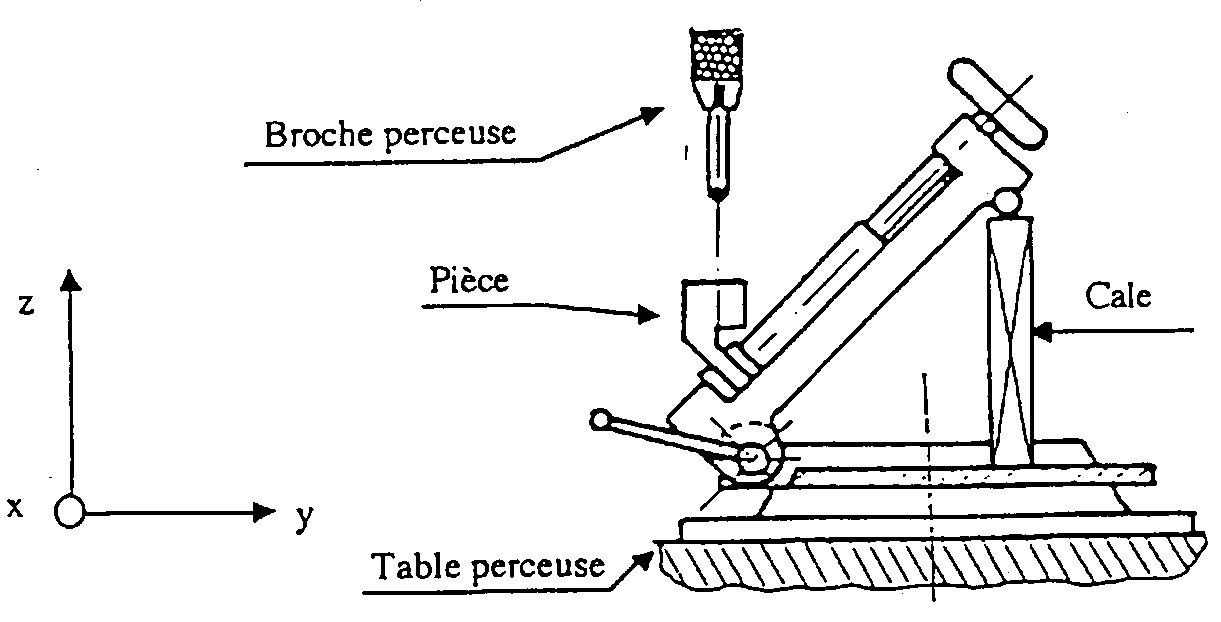 Broche perceuse
Pièce
z
Cale
x
y
Table perceuse